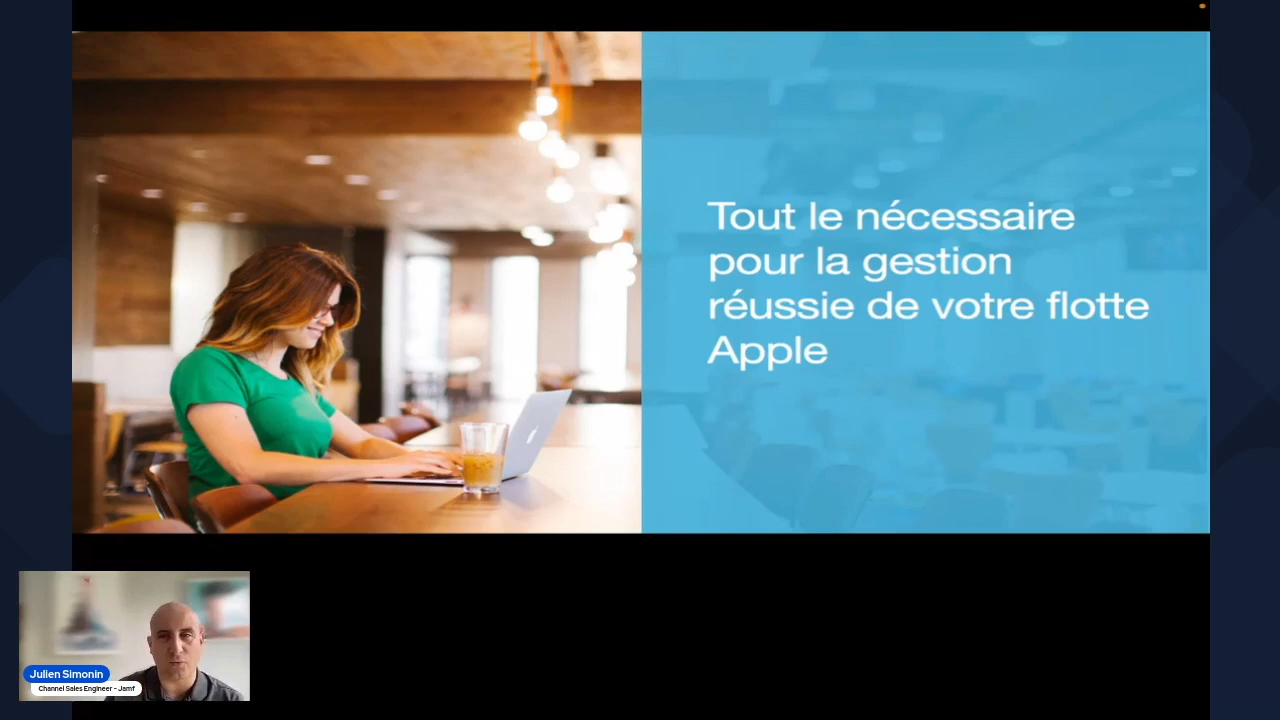 Tout le nécessaire
pour la gestion
réussie de votre flotte
Apple
Julien Simonin
Channel Sales Engineer - Jamf